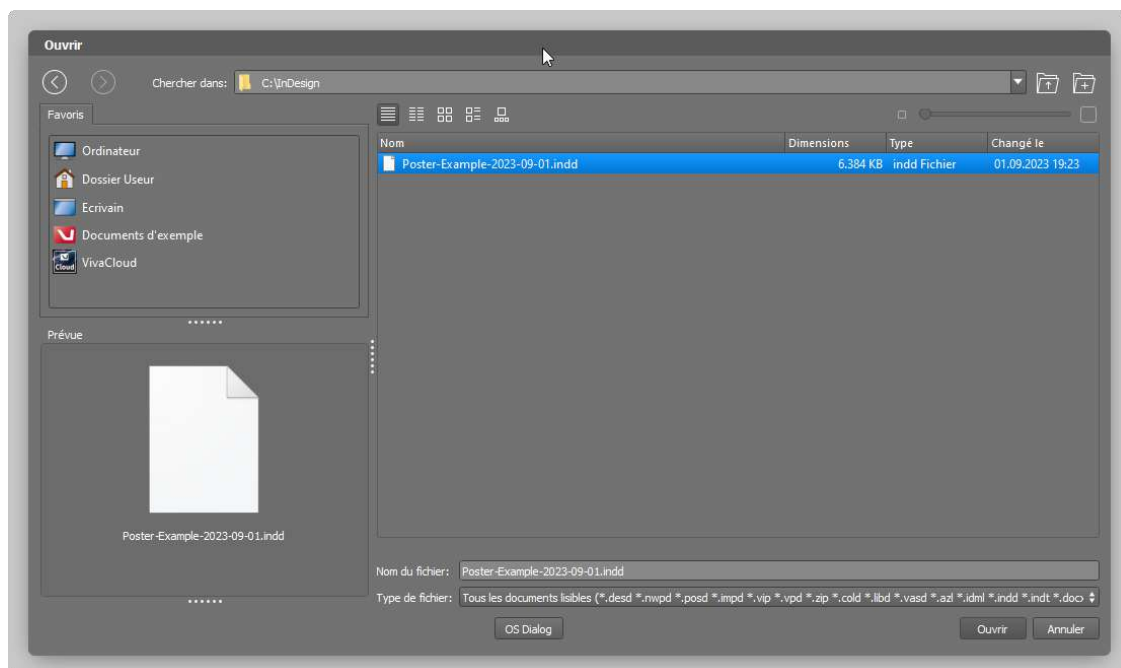 Ouvrir
Chercher dans: C:\InDesign
Favoris
Ordinateur
Dossier Useur
Ecrivain
Documents d'exemple
Cloud VivaCloud
Prévue
Poster-Example-2023-09-01.indd
Nom Dimensions Type Changé le
Poster-Example-2023-09-01.indd 6.384 KB indd Fichier 01.09.2023 19:23
Nom du fichier: Poster-Example-2023-09-01.indd
Type de fichier: Tous les documents lisibles (*.desd *.nwpd *.posd *.impd *.vip *.vpd *.zip *.cold *.libd *.vasd *.azl *.idml *.indd *.indt *.doc
OS Dialog Ouvrir Annuler